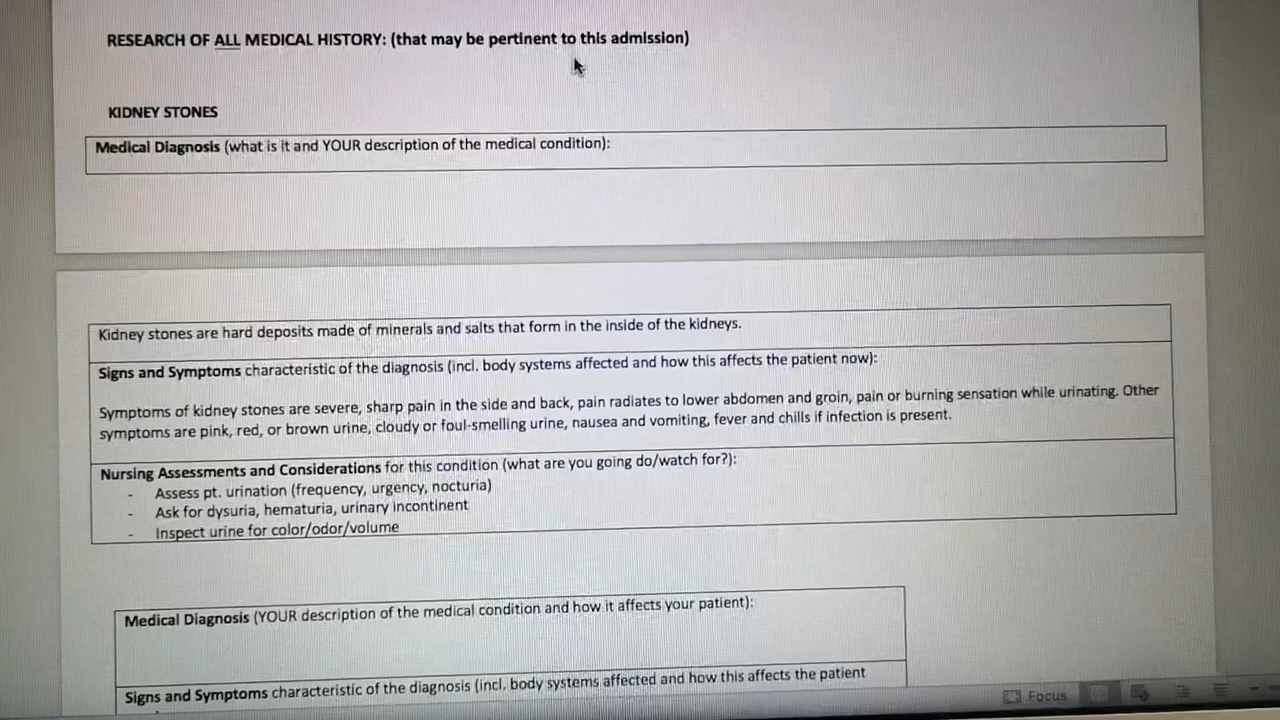 RESEARCH OF ALL MEDICAL HISTORY: (that may be pertinent to this admission)
KIDNEY STONES
Medical Diagnosis (what is it and YOUR description of the medical condition):
Kidney stones are hard deposits made of minerals and salts that form in the inside of the kidneys.
Signs and Symptoms characteristic of the diagnosis (incl. body systems affected and how this affects the patient now):
Symptoms of kidney stones are severe, sharp pain in the side and back, pain radiates to lower abdomen and groin, pain or burning sensation while urinating. Other
symptoms are pink, red, or brown urine, cloudy or foul-smelling urine, nausea and vomiting, fever and chills if infection is present.
Nursing Assessments and Considerations for this condition (what are you going do/watch for?):
- Assess pt. urination (frequency, urgency, nocturia)
- Ask for dysuria, hematuria, urinary incontinent
- Inspect urine for color/odor/volume
Medical Diagnosis (YOUR description of the medical condition and how it affects your patient):
Signs and Symptoms characteristic of the diagnosis (incl. body systems affected and how this affects the patient
Focus